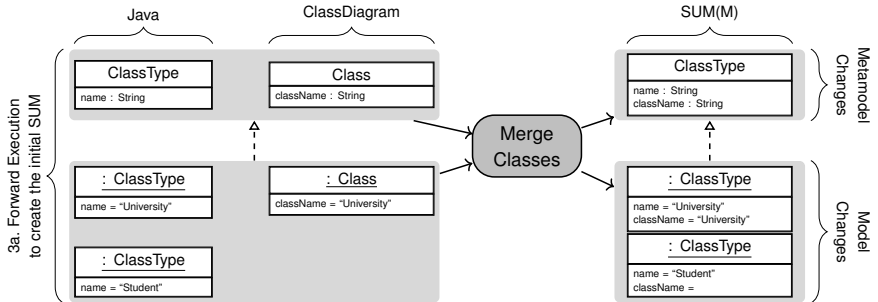 Java
ClassDiagram
SUM(M)
3a. Forward Execution
to create the initial SUM
ClassType
name : String
Class
className : String
ClassType
name : String
className : String
Metamodel
Changes
Merge
Classes
: ClassType
name = “University”
: Class
className = “University”
: ClassType
name = “University”
className = “University”
: ClassType
name = “Student”
: ClassType
name = “Student”
className =
Model
Changes